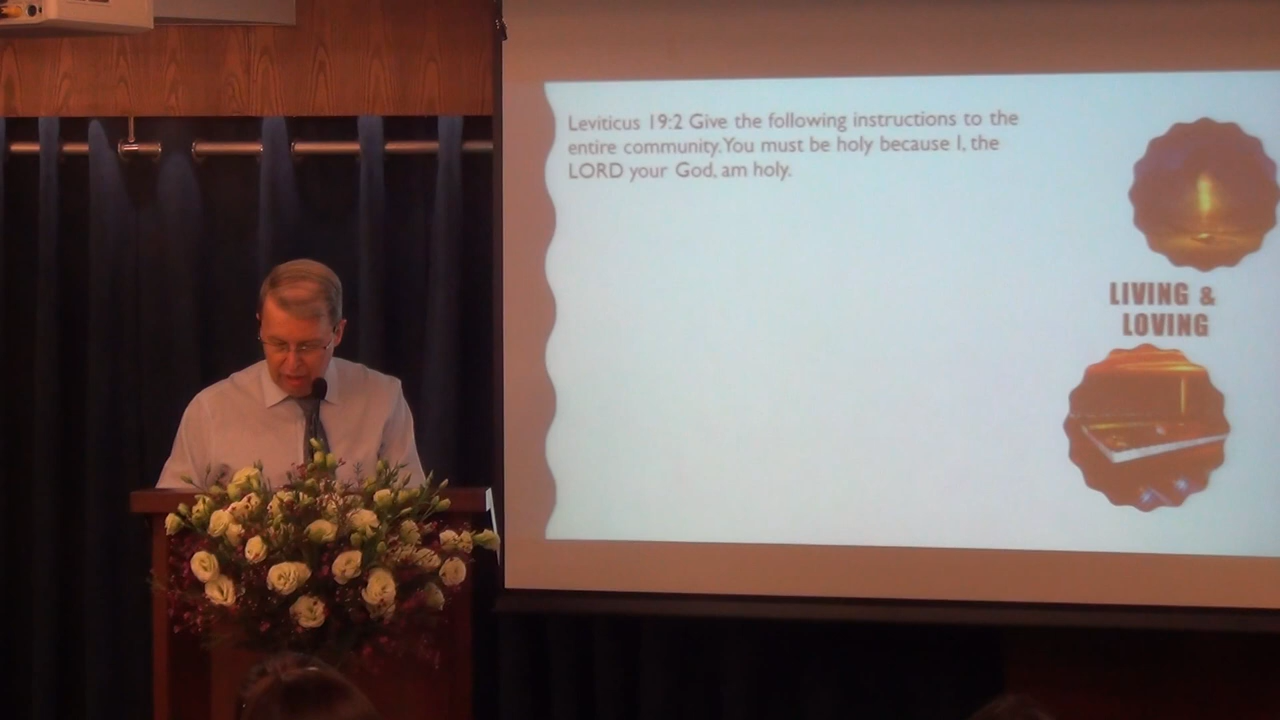 Leviticus 19:2 Give the following instructions to the
entire community. You must be holy because I, the
LORD your God, am holy.
LIVING &
LOVING